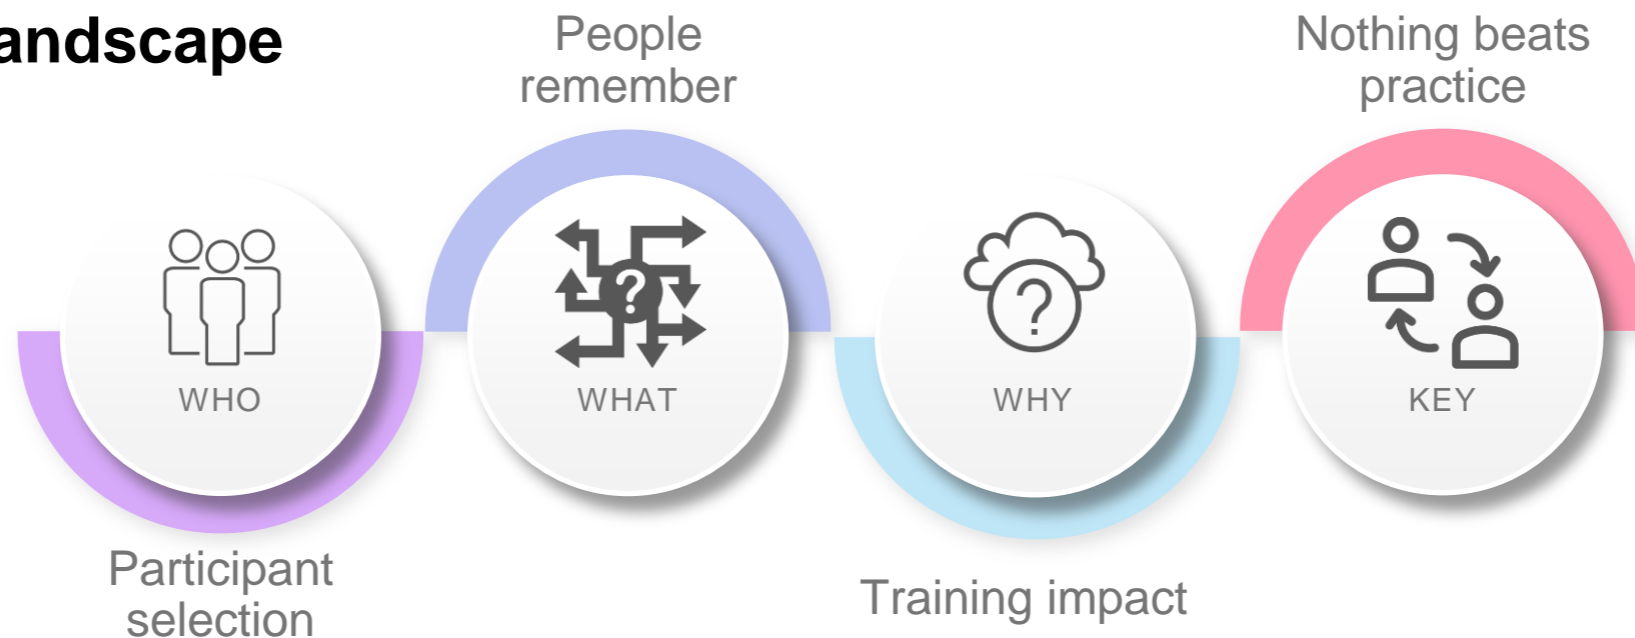 andscape
People
remember
Nothing beats
practice
?
?
WHO
WHAT
WHY
KEY
Participant
selection
Training impact